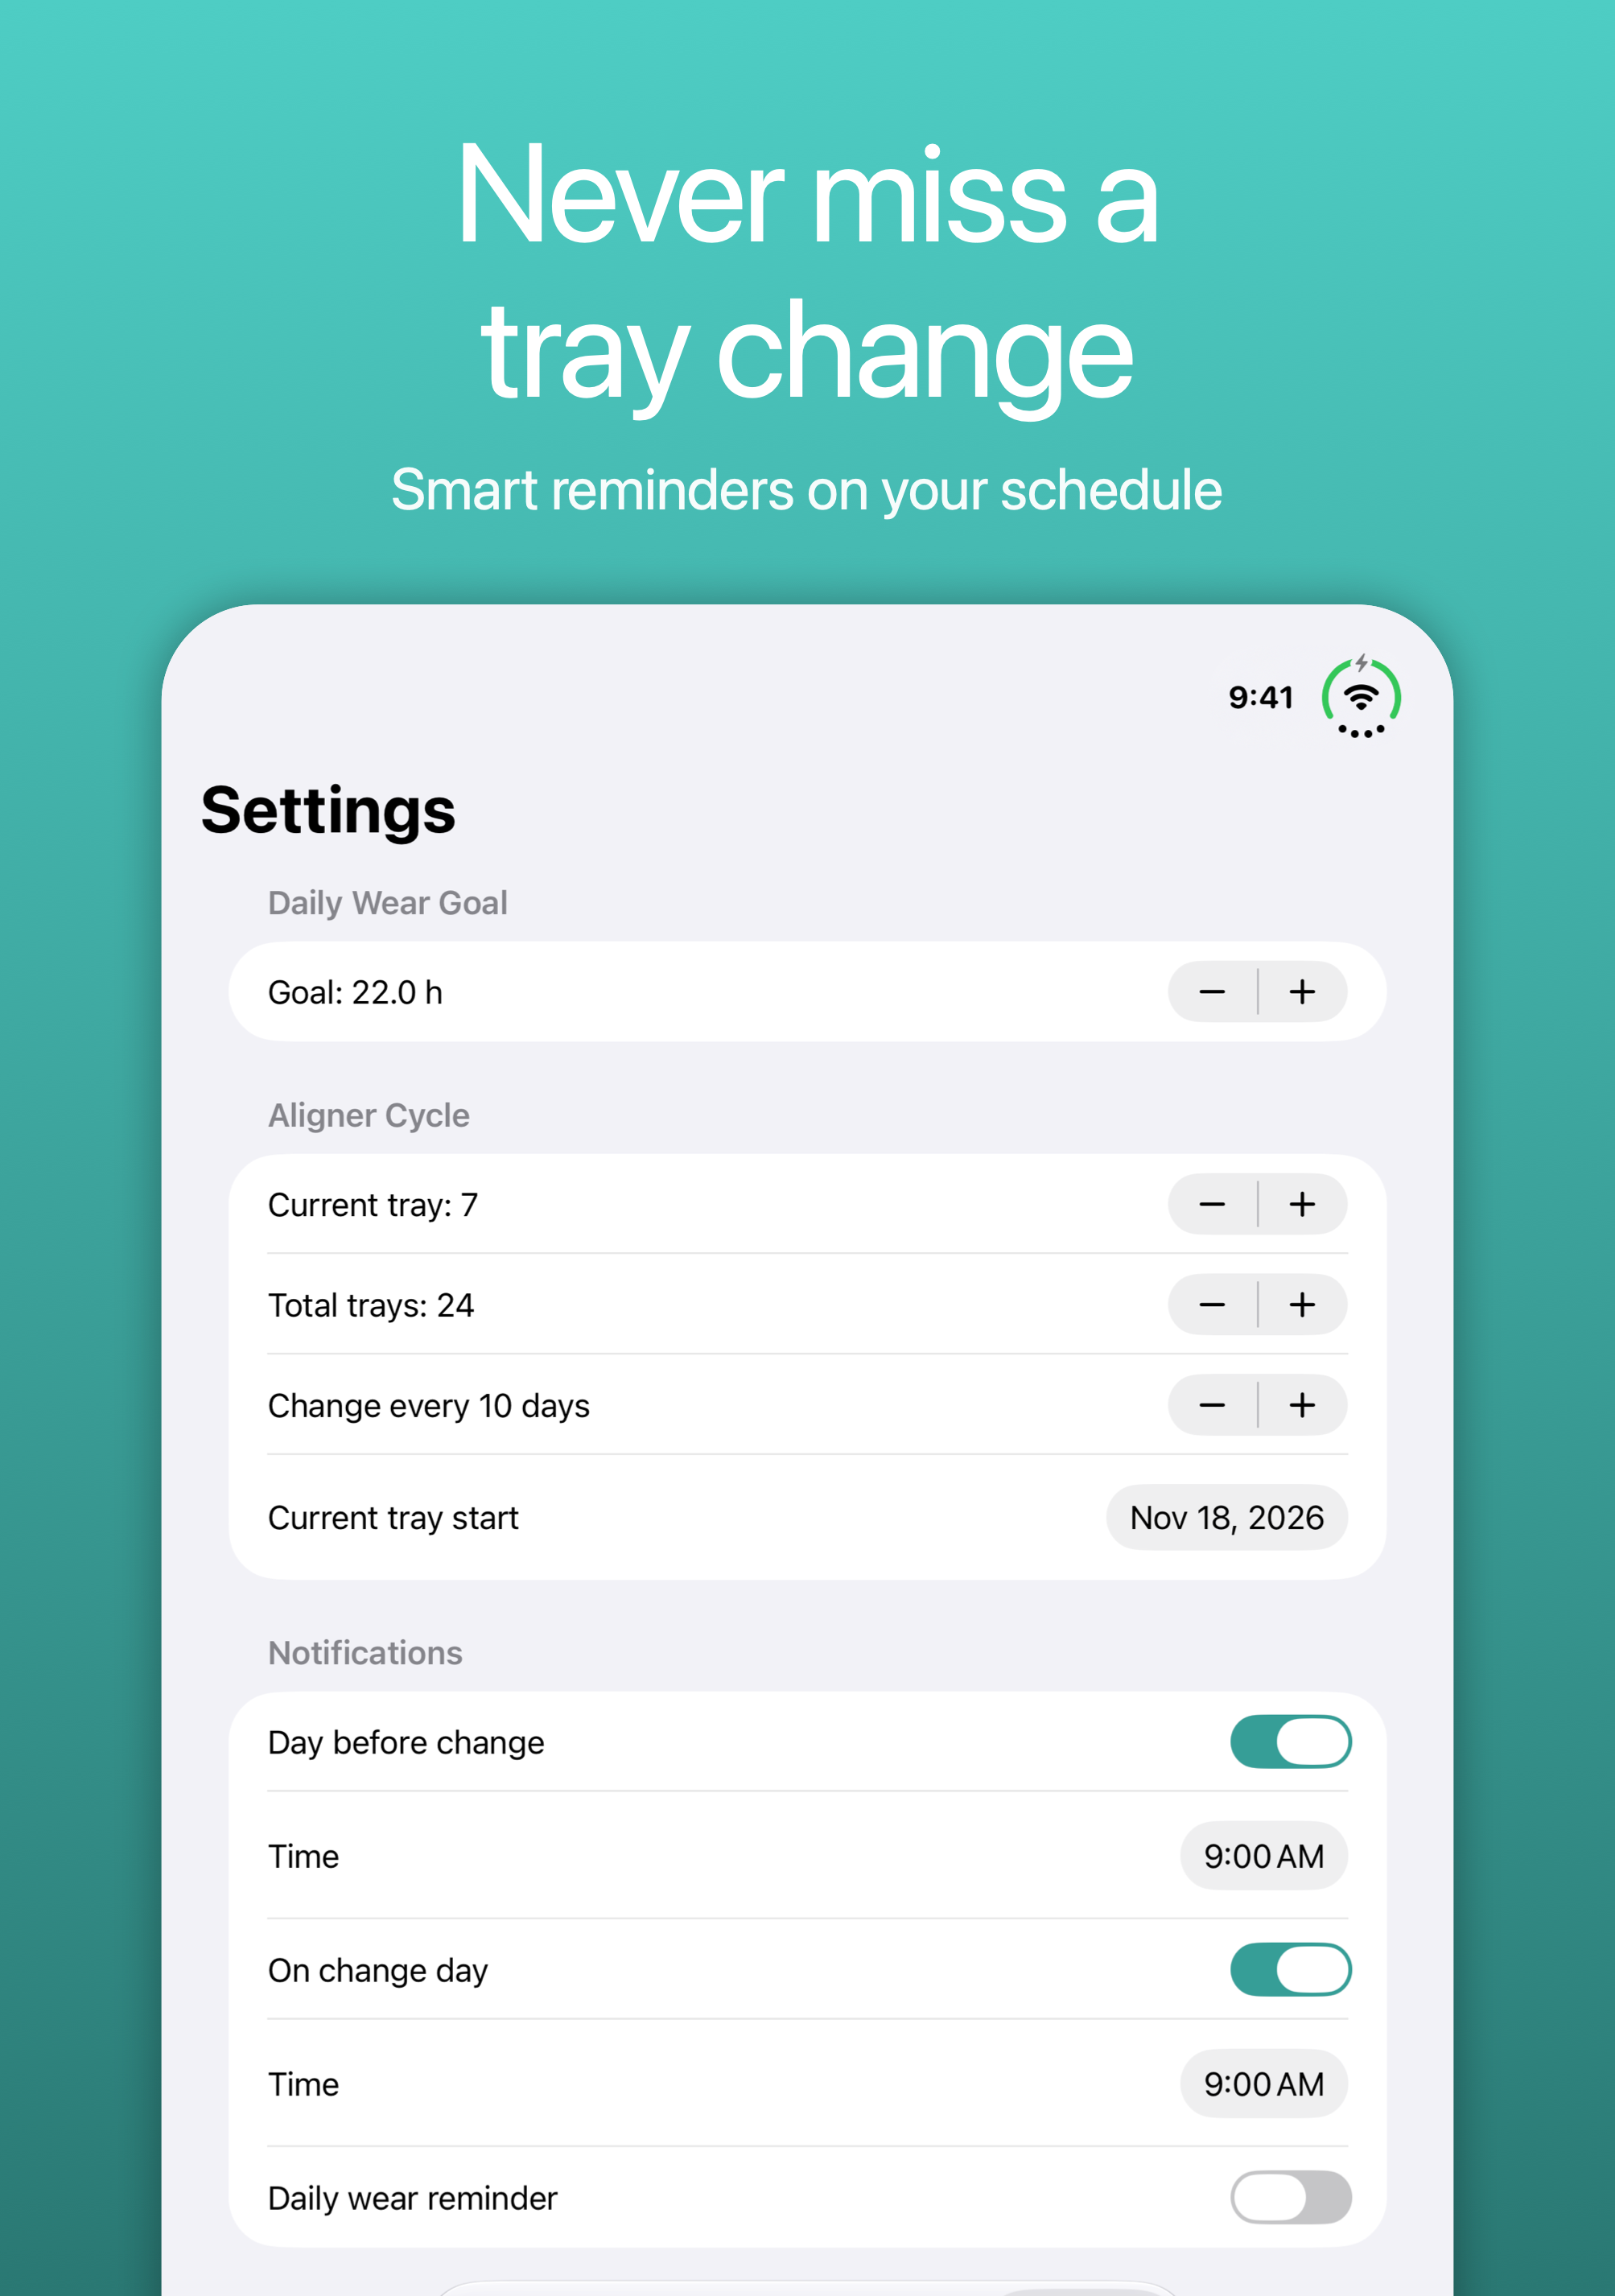 Never miss a
tray change
Smart reminders on your schedule
9:41
Settings
Daily Wear Goal
Goal: 22.0 h
Aligner Cycle
Current tray: 7
Total trays: 24
Change every 10 days
Current tray start Nov 18, 2026
Notifications
Day before change
Time 9:00 AM
On change day
Time 9:00 AM
Daily wear reminder